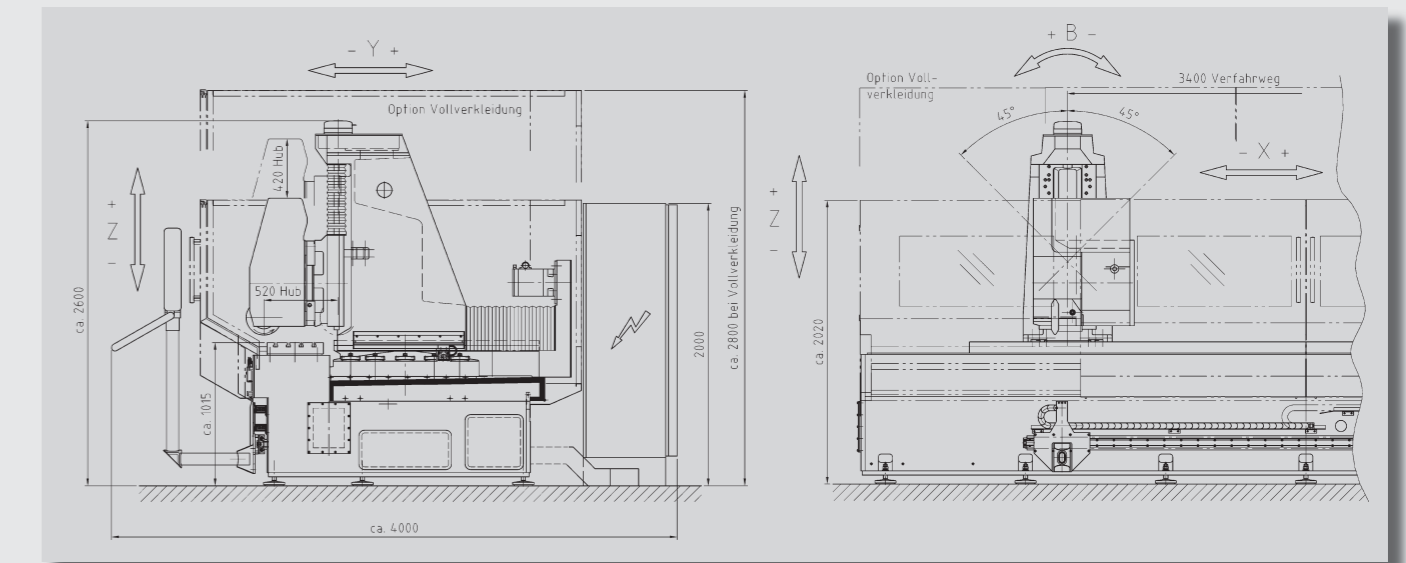 - Y +
Option Vollverkleidung
420 Hub
+ Z -
520 Hub
ca. 2600
ca. 1015
2000
ca. 2800 bei Vollverkleidung
ca. 4000
+ B -
Option Voll-
verkleidung
3400 Verfahrweg
45°
45°
- X +
+ Z -
ca. 2020